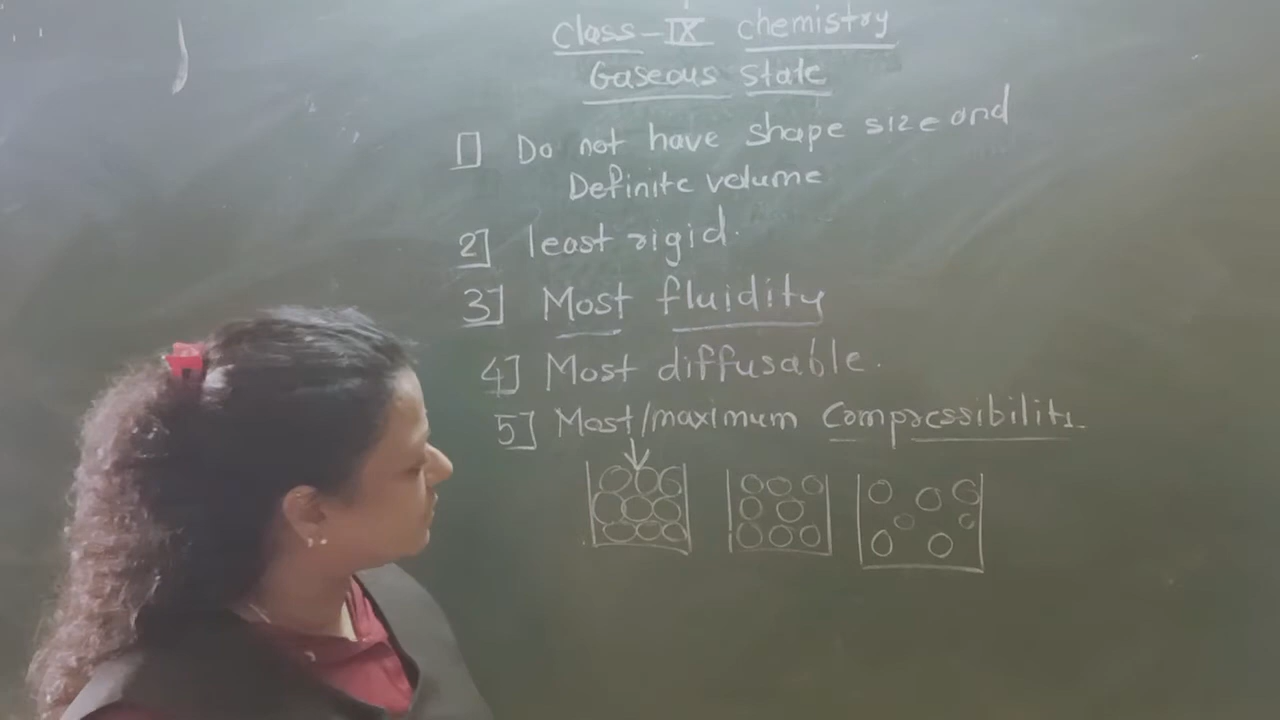 Class-IX chemistry
Gaseous state
1] Do not have shape size and
Definite volume
2] least rigid.
3] Most fluidity
4] Most diffusable.
5] Most/maximum Compressibility.